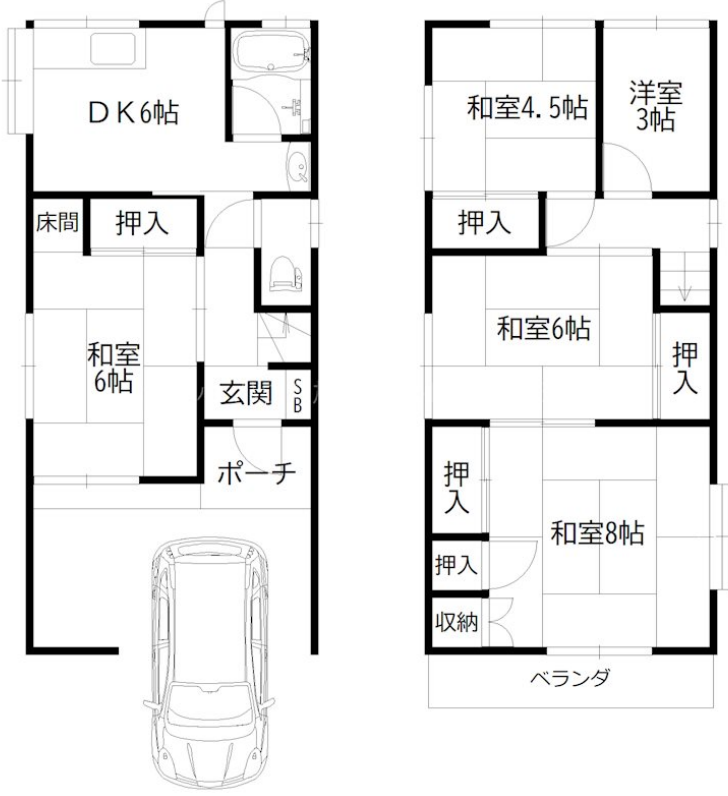 DK6帖
床間
押入
和室
6帖
玄関
SB
ポーチ
和室4.5帖
洋室
3帖
押入
和室6帖
押入
押入
和室8帖
押入
収納
ベランダ